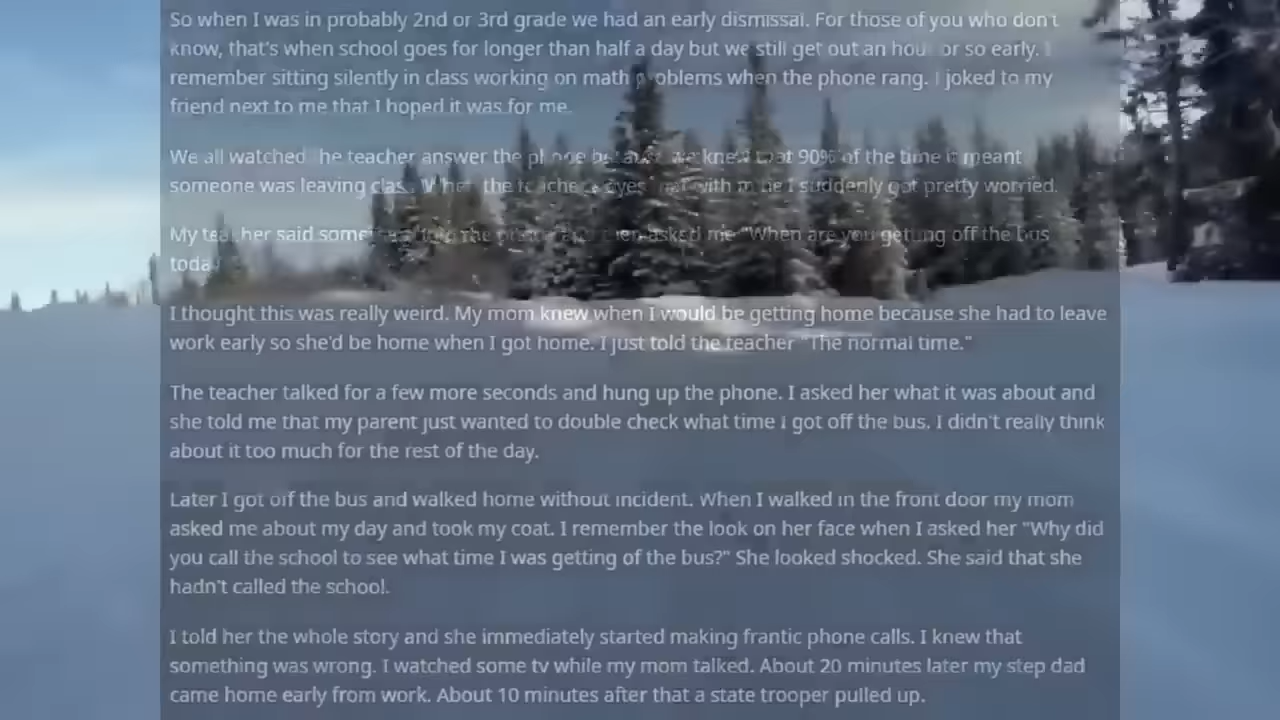 So when I was in probably 2nd or 3rd grade we had an early dismissal. For those of you who don't
know, that's when school goes for longer than half a day but we still get out an hour or so early. I
remember sitting silently in class working on math problems when the phone rang. I joked to my
friend next to me that I hoped it was for me.
We all watched the teacher answer the phone because we knew that 90% of the time it meant
someone was leaving class. When the teacher's eyes met with mine I suddenly got pretty worried.
My teacher said something into the phone and then asked me "When are you getting off the bus
today
I thought this was really weird. My mom knew when I would be getting home because she had to leave
work early so she'd be home when I got home. I just told the teacher "The normal time."
The teacher talked for a few more seconds and hung up the phone. I asked her what it was about and
she told me that my parent just wanted to double check what time I got off the bus. I didn't really think
about it too much for the rest of the day.
Later I got off the bus and walked home without incident. When I walked in the front door my mom
asked me about my day and took my coat. I remember the look on her face when I asked her "Why did
you call the school to see what time I was getting of the bus?" She looked shocked. She said that she
hadn't called the school.
I told her the whole story and she immediately started making frantic phone calls. I knew that
something was wrong. I watched some tv while my mom talked. About 20 minutes later my step dad
came home early from work. About 10 minutes after that a state trooper pulled up.